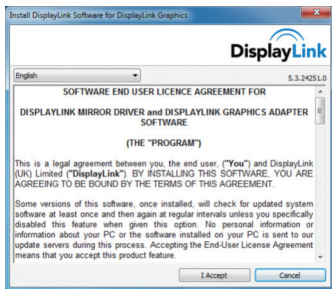 Install DisplayLink Software for DisplayLink Graphics
DisplayLink
English
5.3.24251.0
SOFTWARE END USER LICENCE AGREEMENT FOR
DISPLAYLINK MIRROR DRIVER and DISPLAYLINK GRAPHICS ADAPTER
SOFTWARE
(THE "PROGRAM")
This is a legal agreement between you, the end user, ("You") and DisplayLink
(UK) Limited ("DisplayLink"). BY INSTALLING THIS SOFTWARE, YOU ARE
AGREEING TO BE BOUND BY THE TERMS OF THIS AGREEMENT.
Some versions of this software, once installed, will check for updated system
software at least once and then again at regular intervals unless you specifically
disabled this feature when given this option. No personal information or
information about your PC or the software installed on your PC is sent to our
update servers during this process. Accepting the End-User License Agreement
means that you accept this product feature.
I Accept
Cancel